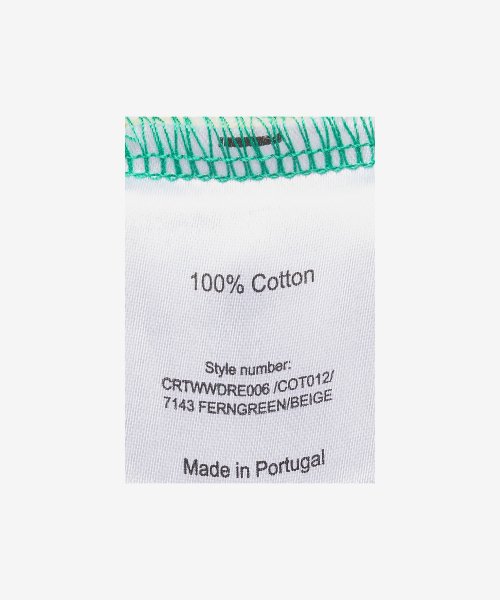 100% Cotton
Style number:
CRTWWDRE006 /COT012/
7143 FERNGREEN/BEIGE
Made in Portugal